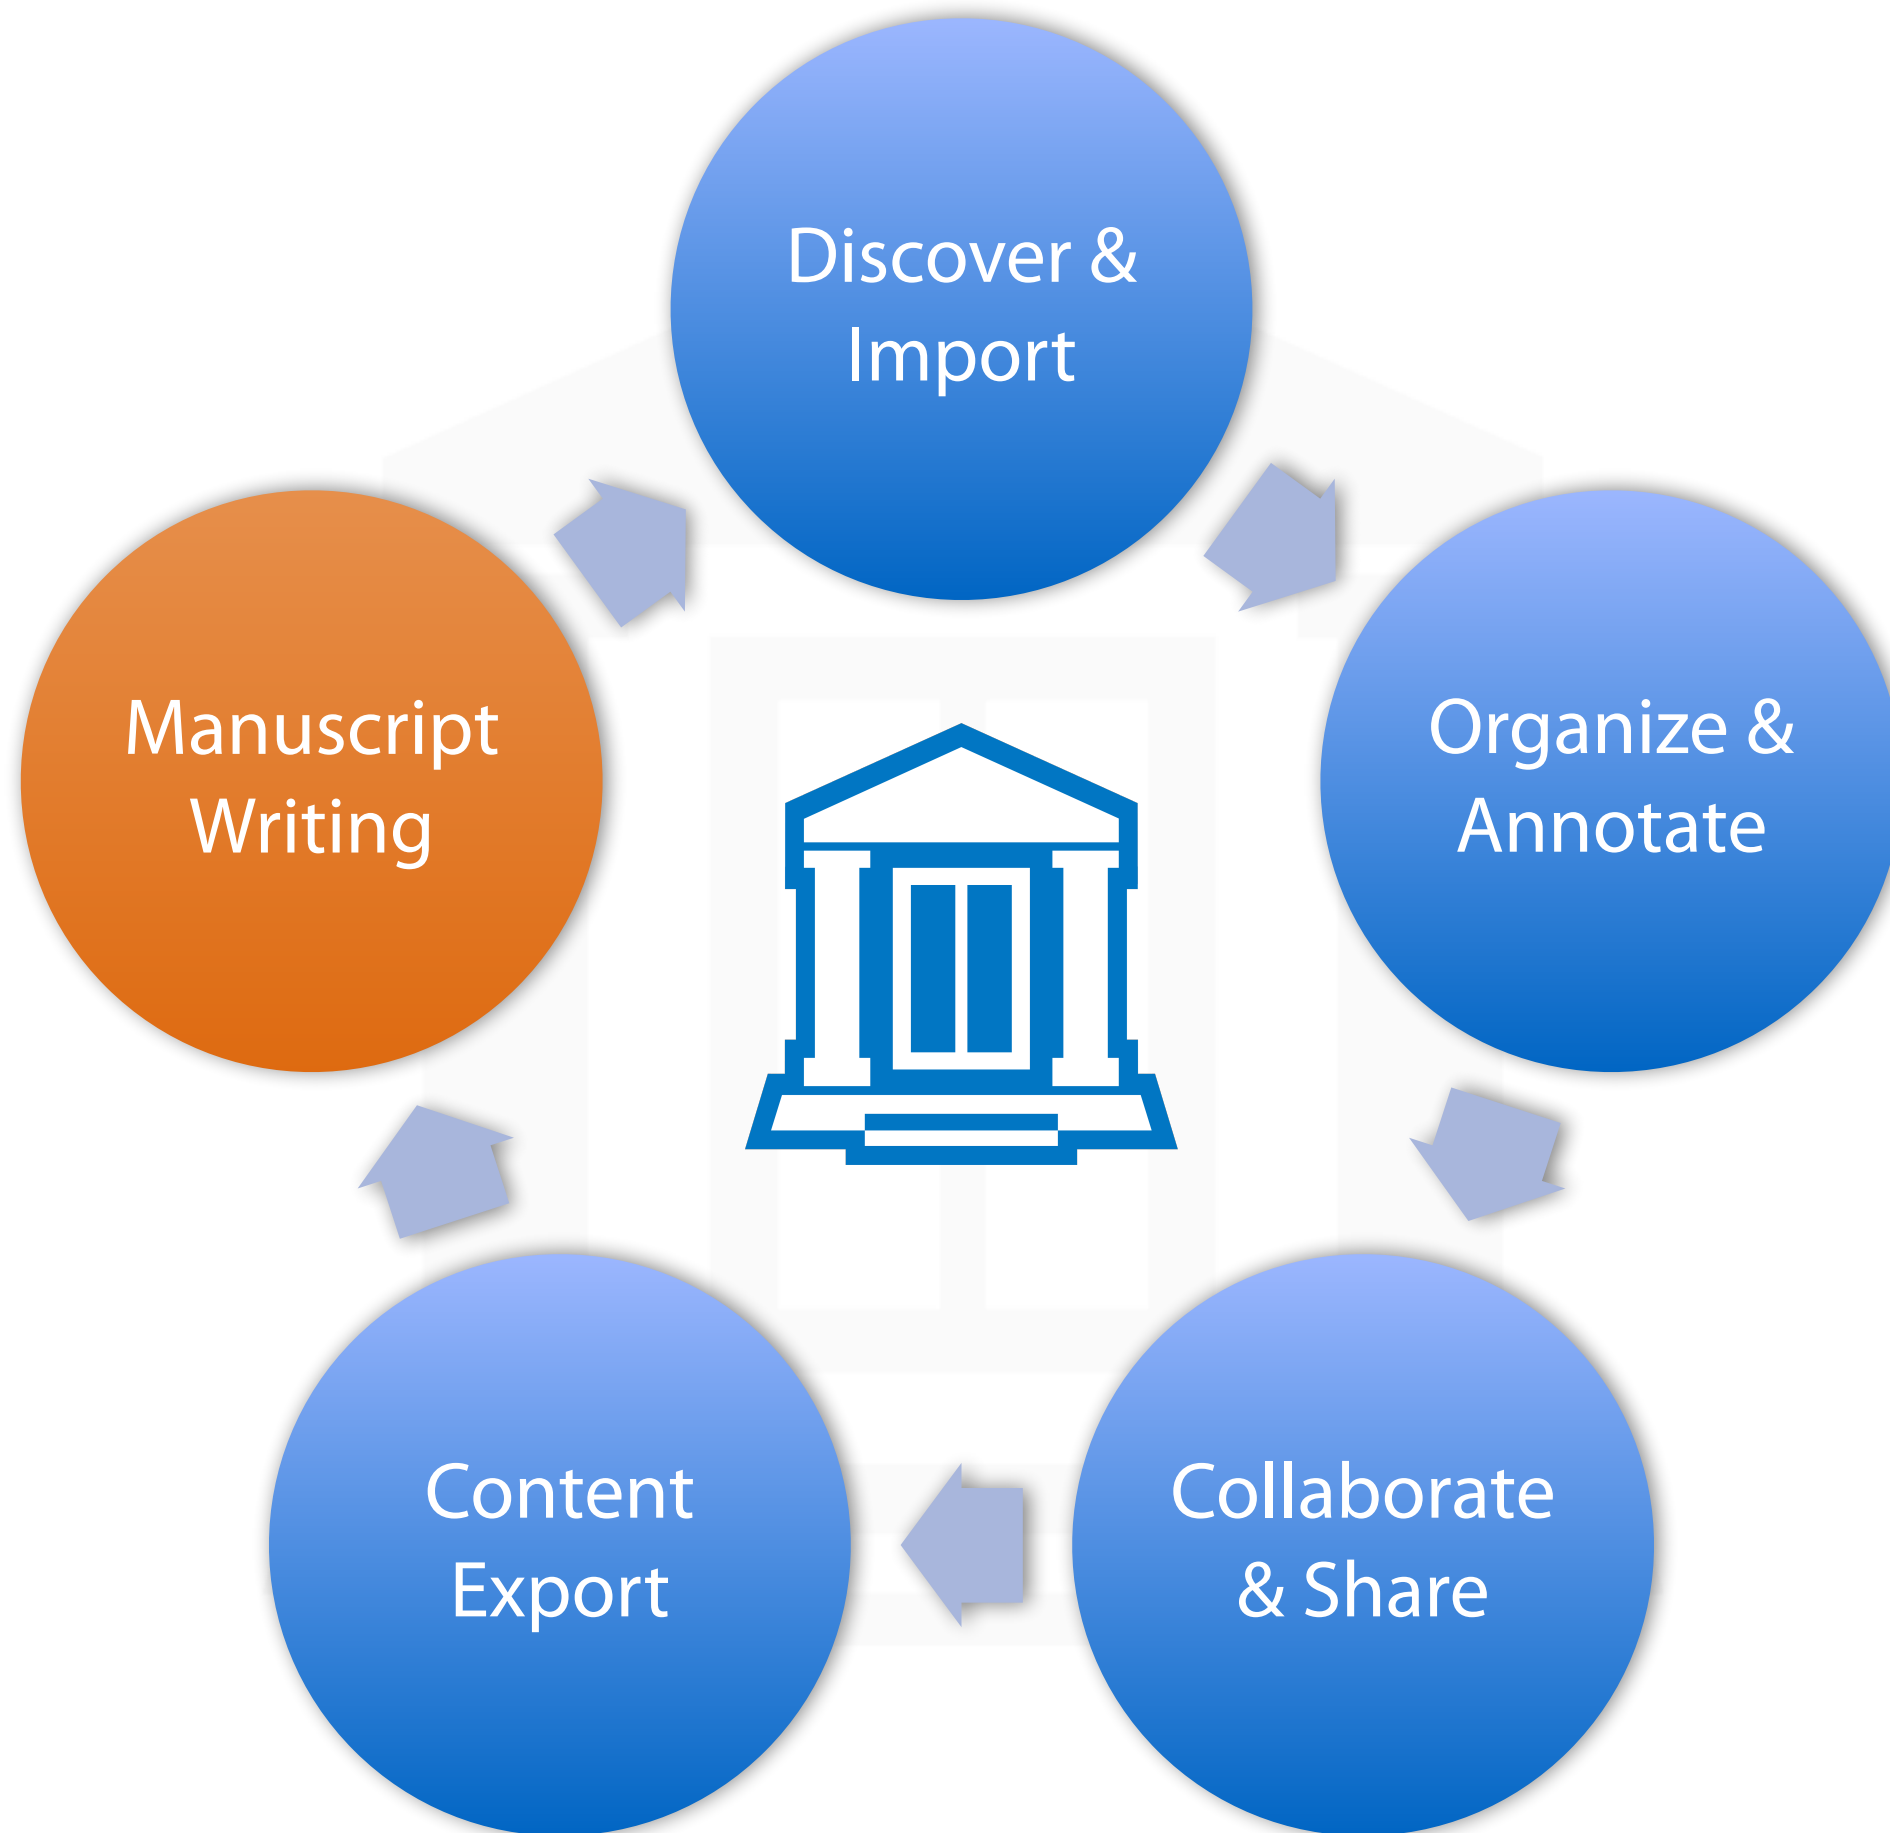 Discover &
Import
Organize &
Annotate
Collaborate
& Share
Content
Export
Manuscript
Writing